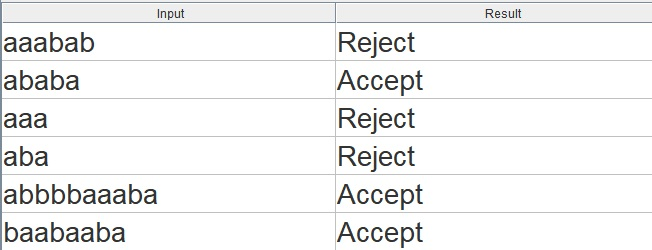 Input Result
aaabab Reject
ababa Accept
aaa Reject
aba Reject
abbbbaaaba Accept
baabaaba Accept